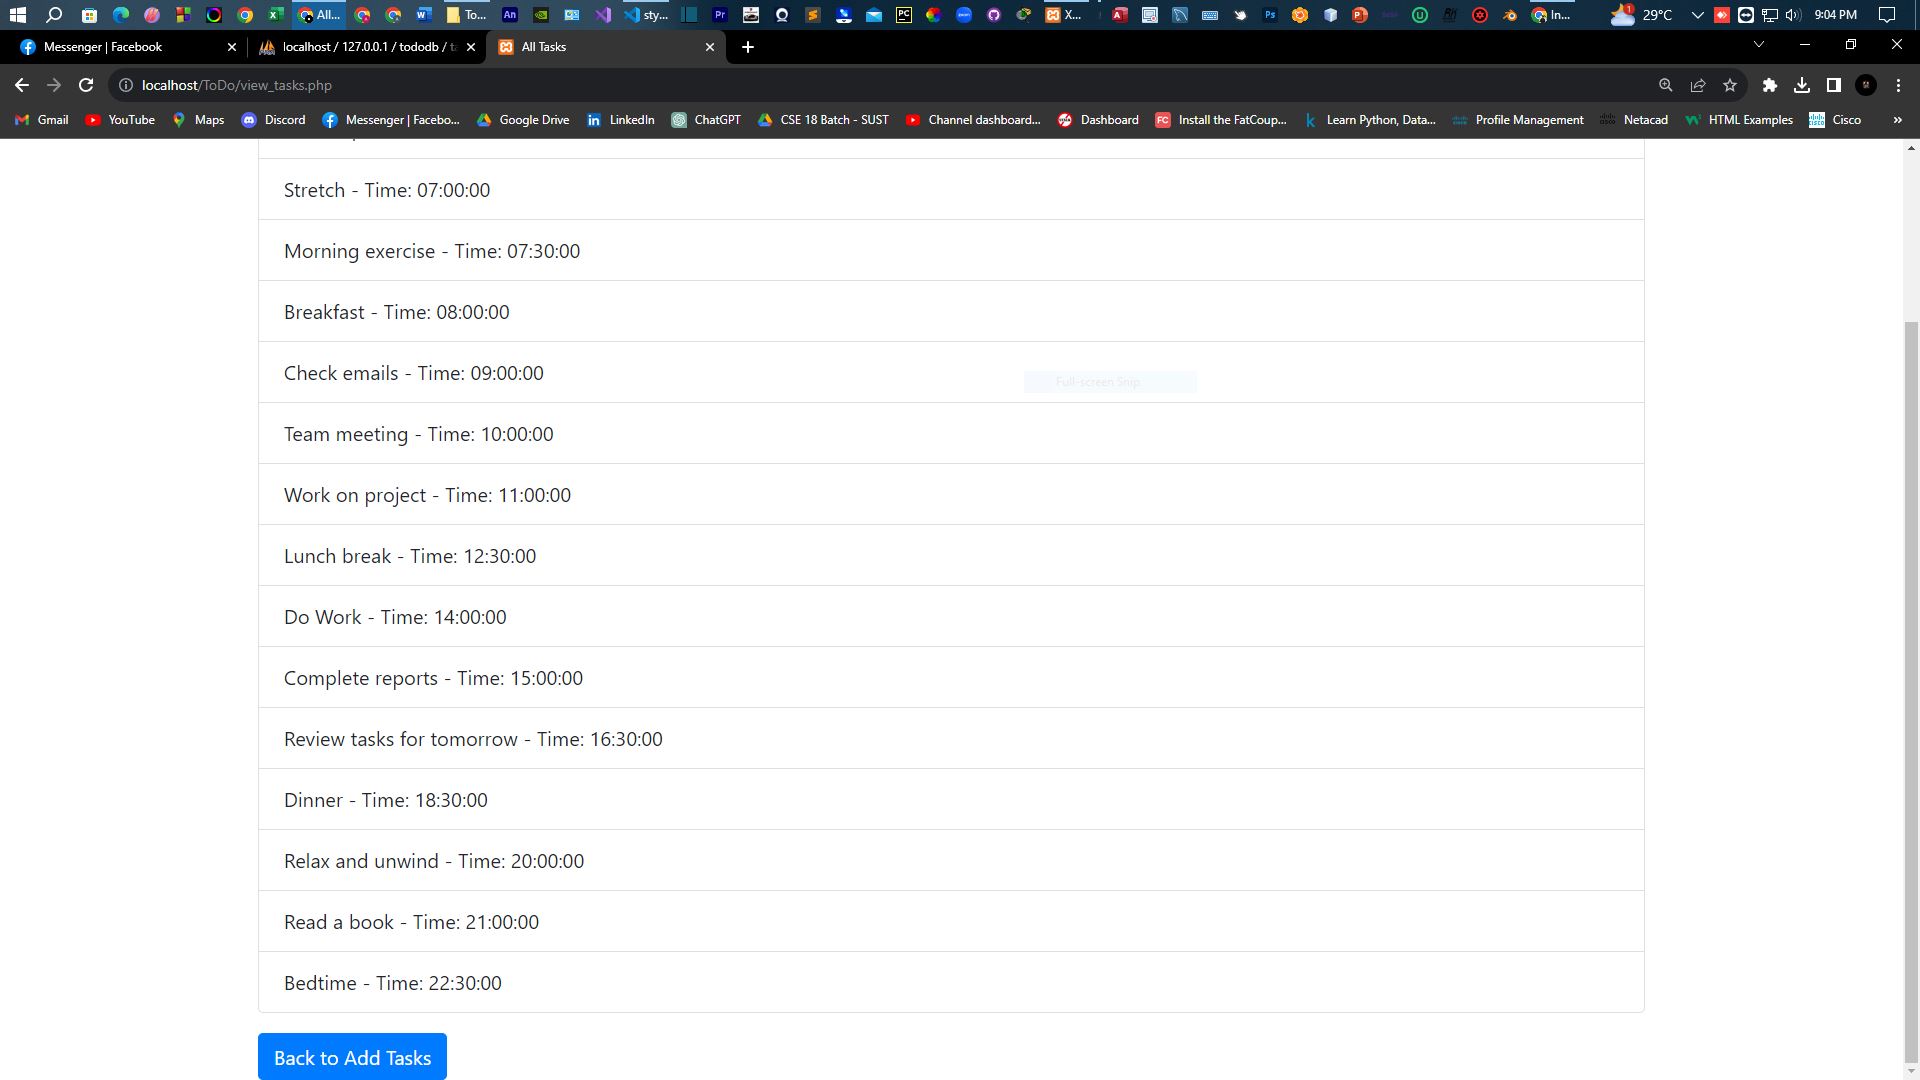 All...
To...
An
Pr
sty...
PC
X...
Ps
In...
1
29°C
9:04 PM
Messenger | Facebook
localhost / 127.0.0.1 / tododb / ta
All Tasks
localhost/ToDo/view_tasks.php
Gmail
YouTube
Maps
Discord
Messenger | Facebo...
Google Drive
LinkedIn
ChatGPT
CSE 18 Batch - SUST
Channel dashboard...
Dashboard
Install the FatCoup...
Learn Python, Data...
Profile Management
Netacad
HTML Examples
Cisco
»
Stretch - Time: 07:00:00
Morning exercise - Time: 07:30:00
Breakfast - Time: 08:00:00
Check emails - Time: 09:00:00
Full-screen Snip
Team meeting - Time: 10:00:00
Work on project - Time: 11:00:00
Lunch break - Time: 12:30:00
Do Work - Time: 14:00:00
Complete reports - Time: 15:00:00
Review tasks for tomorrow - Time: 16:30:00
Dinner - Time: 18:30:00
Relax and unwind - Time: 20:00:00
Read a book - Time: 21:00:00
Bedtime - Time: 22:30:00
Back to Add Tasks